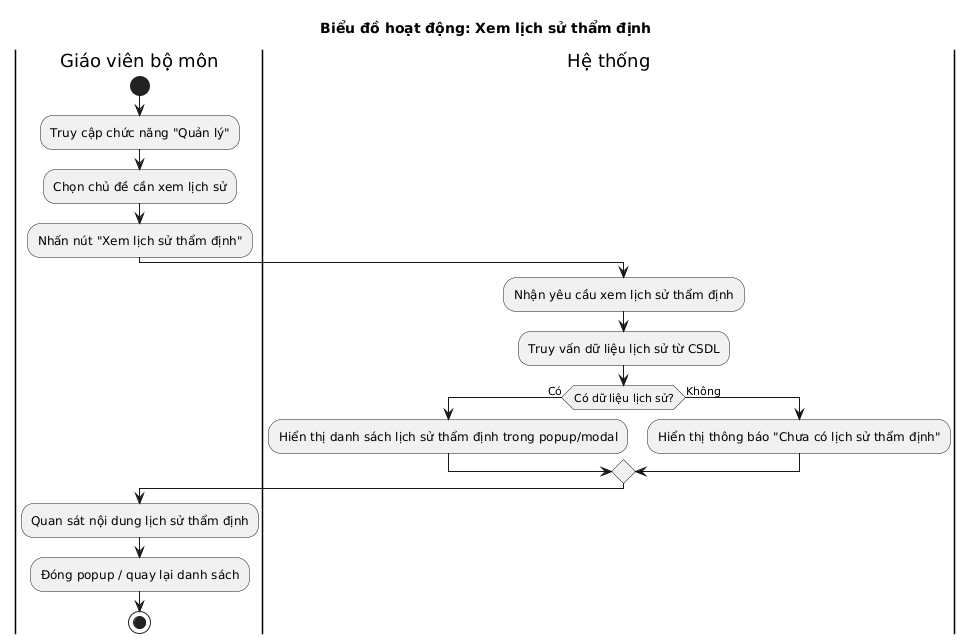 Biểu đồ hoạt động: Xem lịch sử thẩm định
Giáo viên bộ môn
Hệ thống
Truy cập chức năng "Quản lý"
Chọn chủ đề cần xem lịch sử
Nhấn nút "Xem lịch sử thẩm định"
Nhận yêu cầu xem lịch sử thẩm định
Truy vấn dữ liệu lịch sử từ CSDL
Có dữ liệu lịch sử?
Có
Không
Hiển thị danh sách lịch sử thẩm định trong popup/modal
Hiển thị thông báo "Chưa có lịch sử thẩm định"
Quan sát nội dung lịch sử thẩm định
Đóng popup / quay lại danh sách